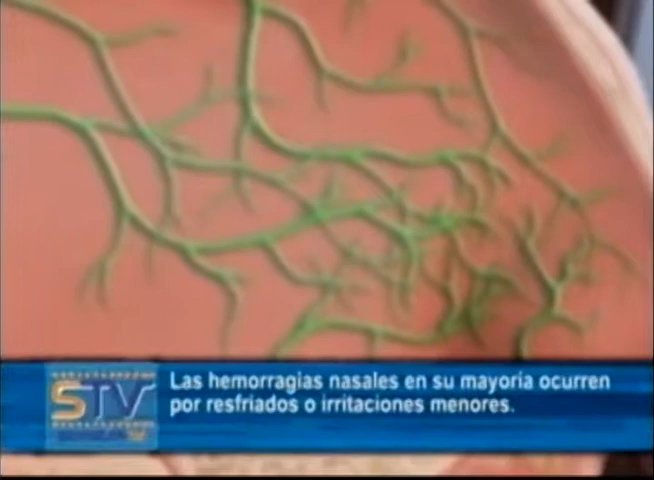 STV
Las hemorragias nasales en su mayoría ocurren
por resfriados o irritaciones menores.